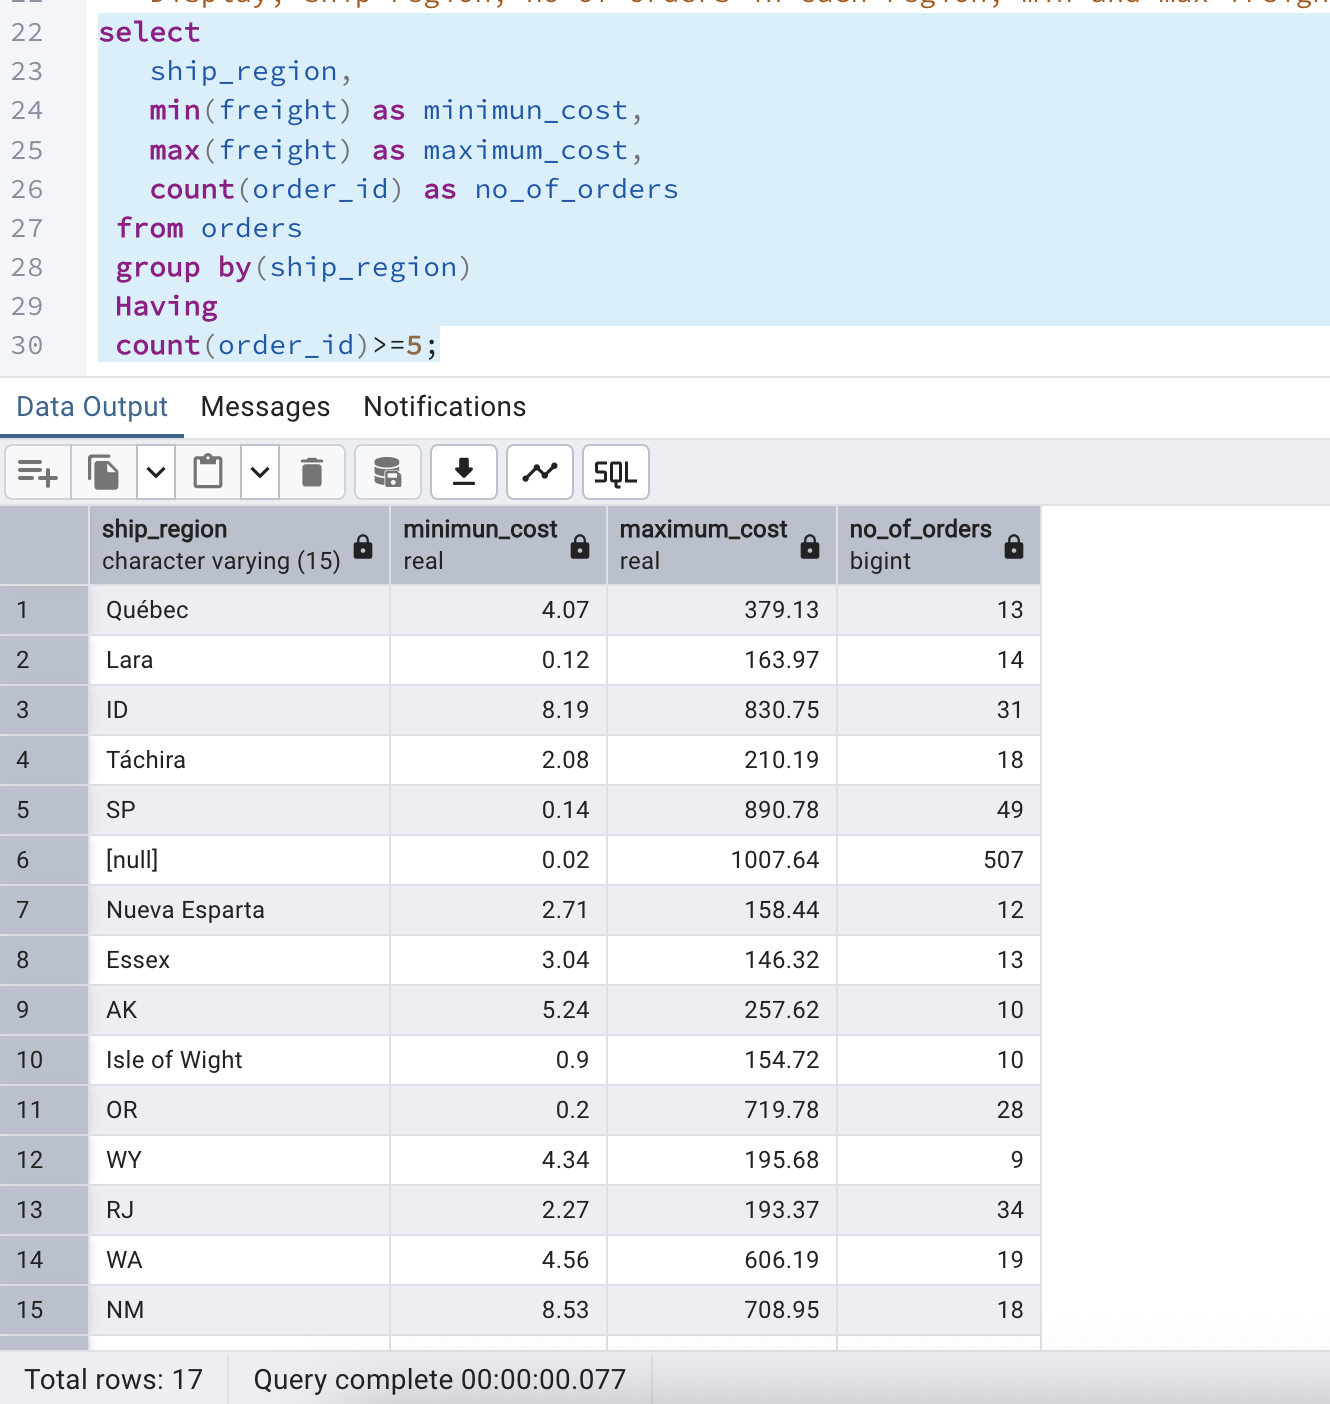 22 select
23 ship_region,
24 min(freight) as minimun_cost,
25 max(freight) as maximum_cost,
26 count(order_id) as no_of_orders
27 from orders
28 group by(ship_region)
29 Having
30 count(order_id)>=5;
Data Output Messages Notifications
SQL
ship_region minimun_cost maximum_cost no_of_orders
character varying (15) real real bigint
1 Québec 4.07 379.13 13
2 Lara 0.12 163.97 14
3 ID 8.19 830.75 31
4 Táchira 2.08 210.19 18
5 SP 0.14 890.78 49
6 [null] 0.02 1007.64 507
7 Nueva Esparta 2.71 158.44 12
8 Essex 3.04 146.32 13
9 AK 5.24 257.62 10
10 Isle of Wight 0.9 154.72 10
11 OR 0.2 719.78 28
12 WY 4.34 195.68 9
13 RJ 2.27 193.37 34
14 WA 4.56 606.19 19
15 NM 8.53 708.95 18
Total rows: 17 Query complete 00:00:00.077